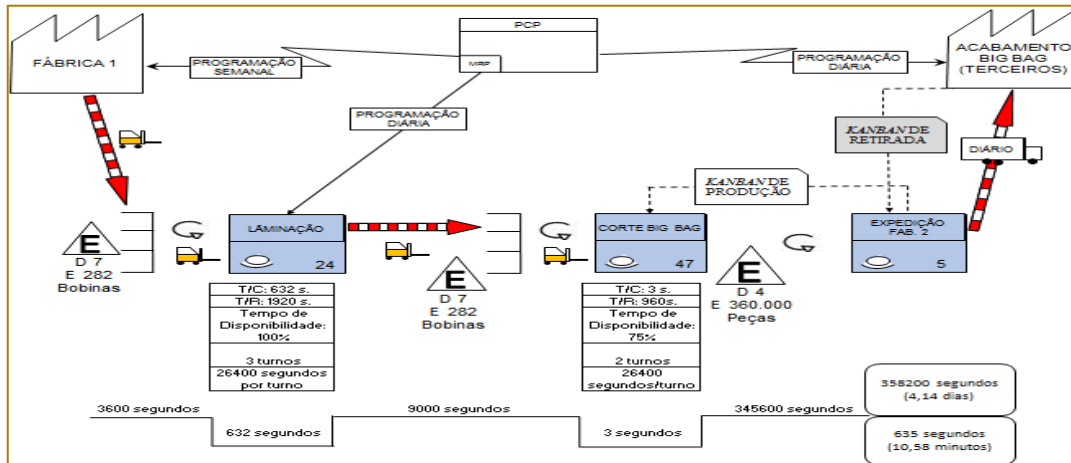 PCP
MRP
FÁBRICA 1
PROGRAMAÇÃO
SEMANAL
PROGRAMAÇÃO
DIÁRIA
ACABAMENTO
BIG BAG
(TERCEIROS)
PROGRAMAÇÃO
DIÁRIA
KANBAN DE
RETIRADA
DIÁRIO
KANBAN DE
PRODUÇÃO
E
D 7
E 282
Bobinas
LAMINAÇÃO
24
E
D 7
E 282
Bobinas
CORTE BIG BAG
47
E
D 4
E 360.000
Peças
EXPEDIÇÃO
FAB. 2
5
T/C: 632 s.
T/R: 1920 s.
Tempo de
Disponibilidade:
100%
3 turnos
26400 segundos
por turno
T/C: 3 s.
T/R: 960s.
Tempo de
Disponibilidade:
75%
2 turnos
26400
segundos/turno
3600 segundos
632 segundos
9000 segundos
3 segundos
345600 segundos
358200 segundos
(4,14 dias)
635 segundos
(10,58 minutos)